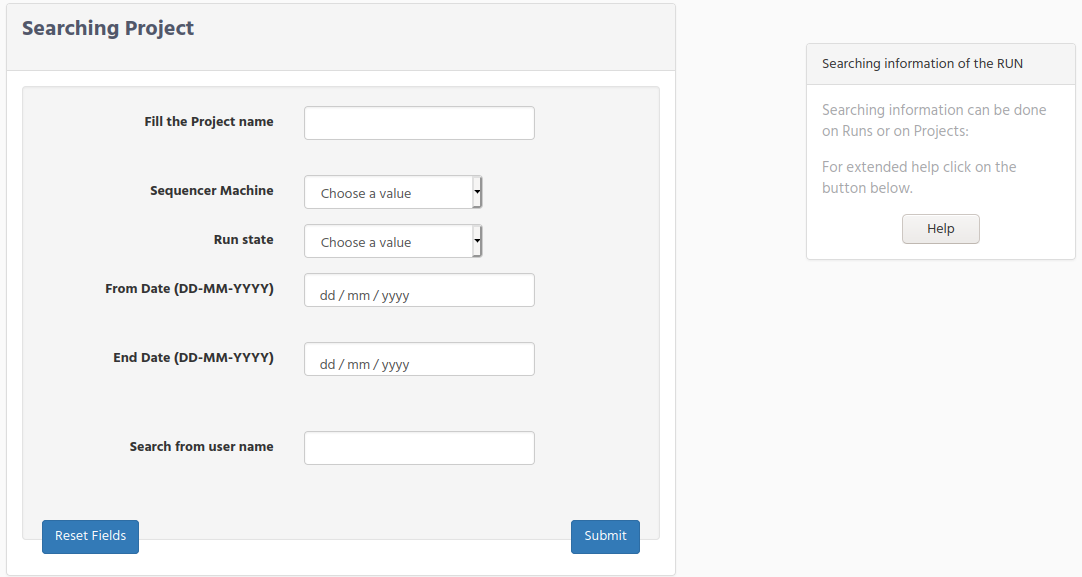 Searching Project
Fill the Project name
Sequencer Machine
Choose a value
Run state
Choose a value
From Date (DD-MM-YYYY)
dd / mm / yyyy
End Date (DD-MM-YYYY)
dd / mm / yyyy
Search from user name
Reset Fields
Submit
Searching information of the RUN
Searching information can be done
on Runs or on Projects:
For extended help click on the
button below.
Help